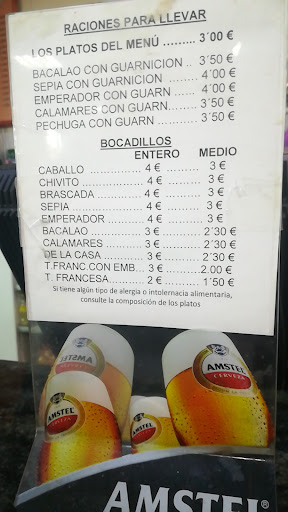 RACIONES PARA LLEVAR
LOS PLATOS DEL MENÚ ......... 3´00 €
BACALAO CON GUARNICION .. 3´50 €
SEPIA CON GUARNICION ...... 4´00 €
EMPERADOR CON GUARN ..... 4´00 €
CALAMARES CON GUARN....... 3´50 €
PECHUGA CON GUARN ......... 3´50 €
BOCADILLOS
ENTERO MEDIO
CABALLO ................ 4 € ......... 3 €
CHIVITO ................. 4 € .......... 3 €
BRASCADA ............. 4 € .......... 3 €
SEPIA .................... 4 € .......... 3 €
EMPERADOR .......... 4 € .......... 3 €
BACALAO ............... 3 € .......... 2´30 €
CALAMARES ........... 3 € .......... 2´30 €
DE LA CASA ........... 3 € .......... 2´30 €
T.FRANC.CON EMB... 3 € .......... 2.00 €
T. FRANCESA.......... 2 € .......... 1´50 €
Si tiene algún tipo de alergia o intolernacia alimentaria,
consulte la composición de los platos
AMSTEL
AMSTEL
CERVEZA
AMSTEL
AMSTEL®